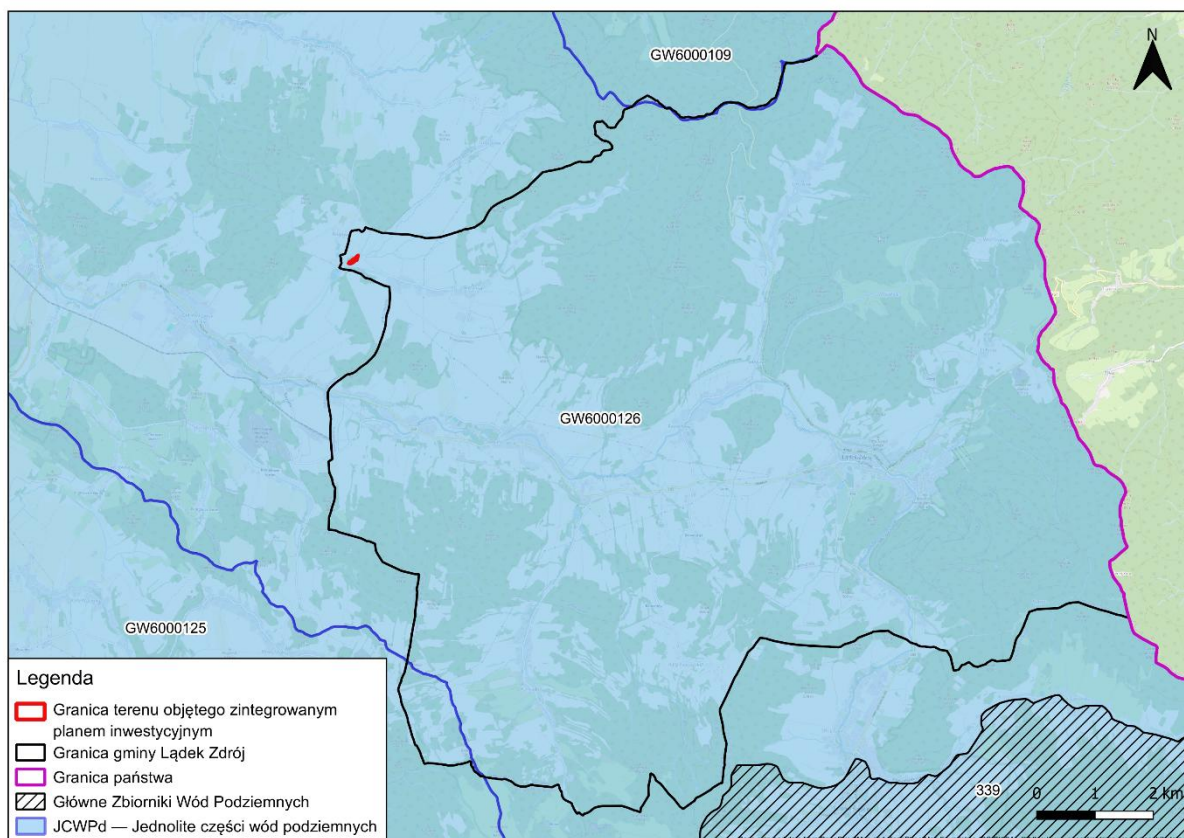 N
GW6000109
GW6000126
GW6000125
339
0 1 2 km
Legenda
Granica terenu objętego zintegrowanym
planem inwestycyjnym
Granica gminy Lądek Zdrój
Granica państwa
Główne Zbiorniki Wód Podziemnych
JCWPd — Jednolite części wód podziemnych